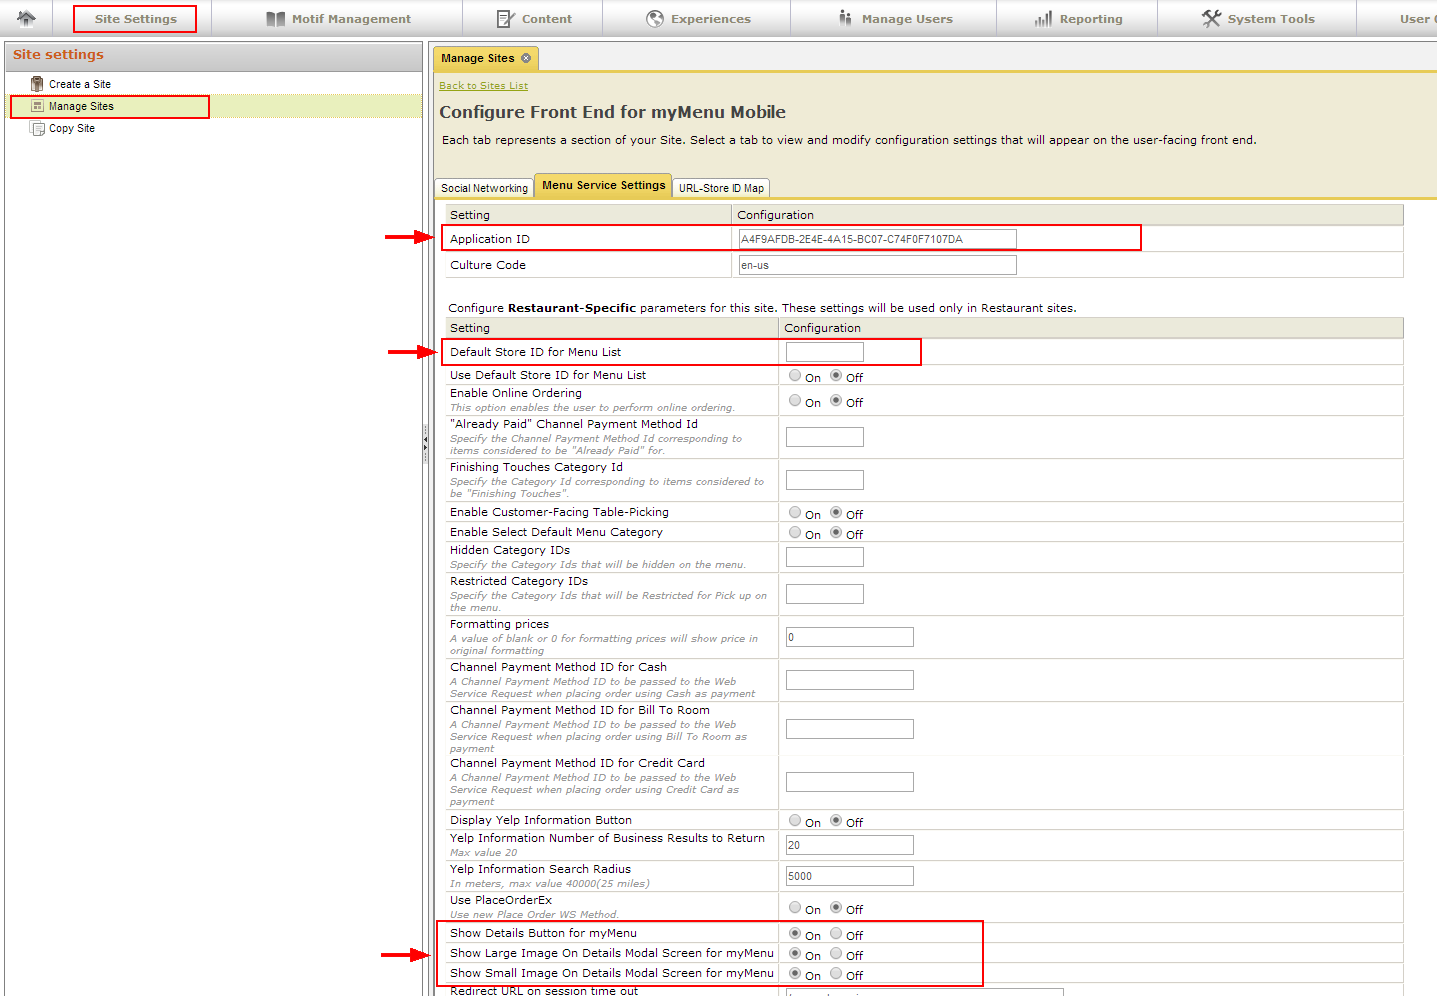 Site Settings
Motif Management
Content
Experiences
Manage Users
Reporting
System Tools
User
Site settings
Create a Site
Manage Sites
Copy Site
Manage Sites
Back to Sites List
Configure Front End for myMenu Mobile
Each tab represents a section of your Site. Select a tab to view and modify configuration settings that will appear on the user-facing front end.
Social Networking
Menu Service Settings
URL-Store ID Map
Setting Configuration
Application ID A4F9AFDB-2E4E-4A15-BC07-C74F0F7107DA
Culture Code en-us
Configure Restaurant-Specific parameters for this site. These settings will be used only in Restaurant sites.
Setting Configuration
Default Store ID for Menu List
Use Default Store ID for Menu List On Off
Enable Online Ordering On Off
This option enables the user to perform online ordering.
"Already Paid" Channel Payment Method Id
Specify the Channel Payment Method Id corresponding to
items considered to be "Already Paid" for.
Finishing Touches Category Id
Specify the Category Id corresponding to items considered to
be "Finishing Touches".
Enable Customer-Facing Table-Picking On Off
Enable Select Default Menu Category On Off
Hidden Category IDs
Specify the Category Ids that will be hidden on the menu.
Restricted Category IDs
Specify the Category Ids that will be Restricted for Pick up on
the menu.
Formatting prices 0
A value of blank or 0 for formatting prices will show price in
original formatting
Channel Payment Method ID for Cash
A Channel Payment Method ID to be passed to the Web
Service Request when placing order using Cash as payment
Channel Payment Method ID for Bill To Room
A Channel Payment Method ID to be passed to the Web
Service Request when placing order using Bill To Room as
payment
Channel Payment Method ID for Credit Card
A Channel Payment Method ID to be passed to the Web
Service Request when placing order using Credit Card as
payment
Display Yelp Information Button On Off
Yelp Information Number of Business Results to Return 20
Max value 20
Yelp Information Search Radius 5000
In meters, max value 40000(25 miles)
Use PlaceOrderEx On Off
Use new Place Order WS Method.
Show Details Button for myMenu On Off
Show Large Image On Details Modal Screen for myMenu On Off
Show Small Image On Details Modal Screen for myMenu On Off
Redirect URL on session time out